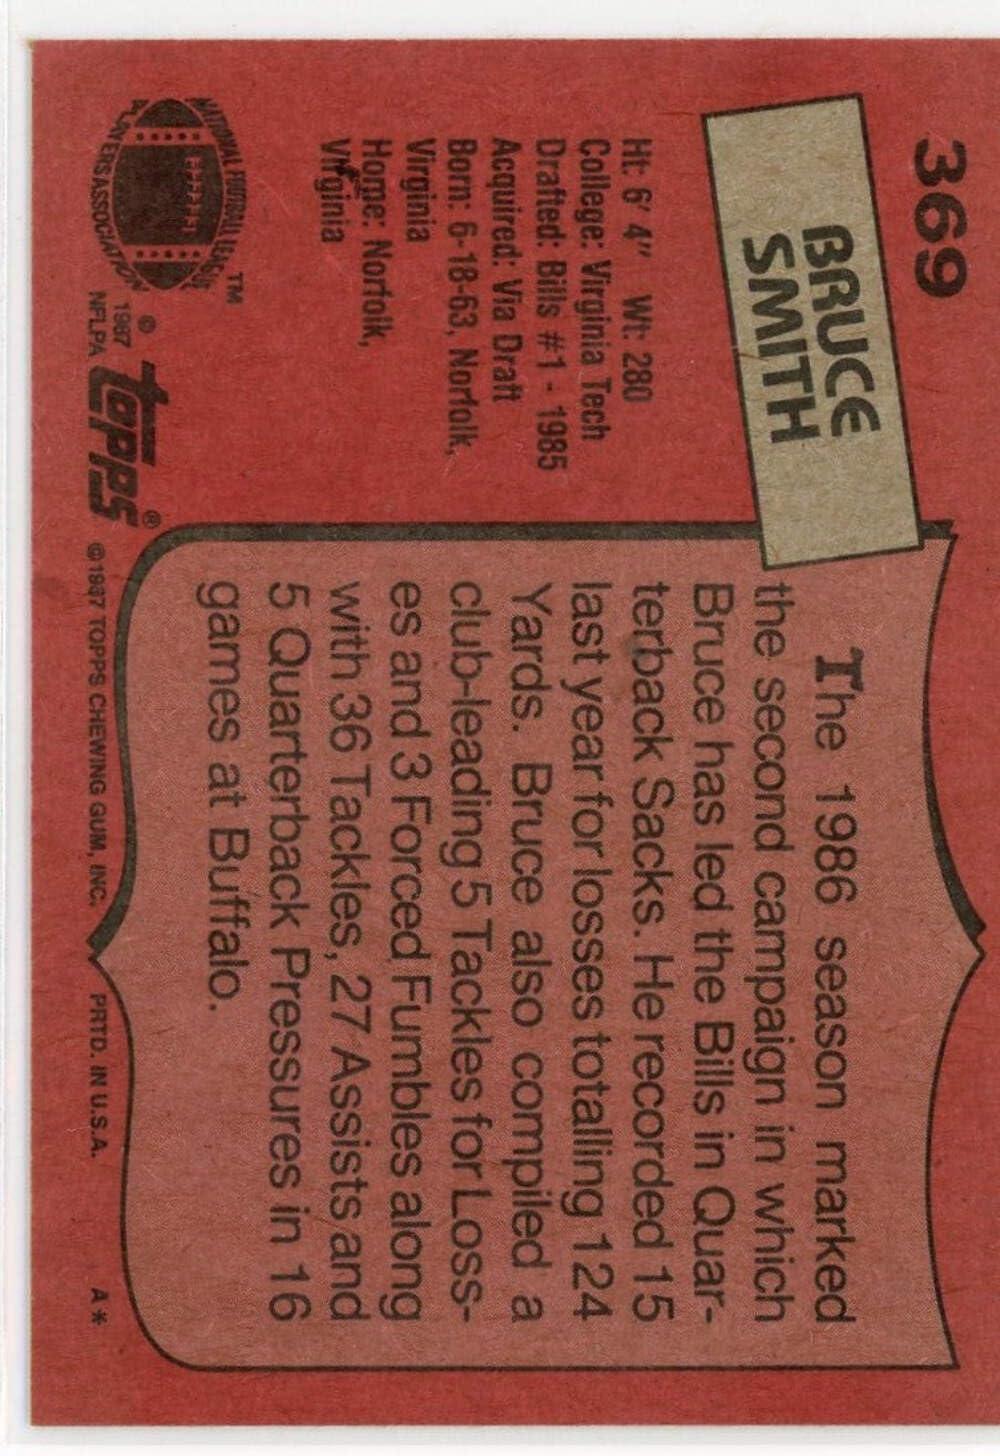 369
BRUCE
SMITH
Ht: 6' 4" Wt: 280
College: Virginia Tech
Drafted: Bills #1 - 1985
Acquired: Via Draft
Born: 6-18-63, Norfolk,
Virginia
Home: Norfolk,
Virginia
The 1986 season marked
the second campaign in which
Bruce has led the Bills in Quar-
terback Sacks. He recorded 15
last year for losses totalling 124
Yards. Bruce also compiled a
club-leading 5 Tackles for Loss-
es and 3 Forced Fumbles along
with 36 Tackles, 27 Assists and
5 Quarterback Pressures in 16
games at Buffalo.
NATIONAL FOOTBALL LEAGUE
PLAYERS ASSOCIATION
TM
©
1987
NFLPA
topps®
©1987 TOPPS CHEWING GUM, INC. PRTD. IN U.S.A. A*